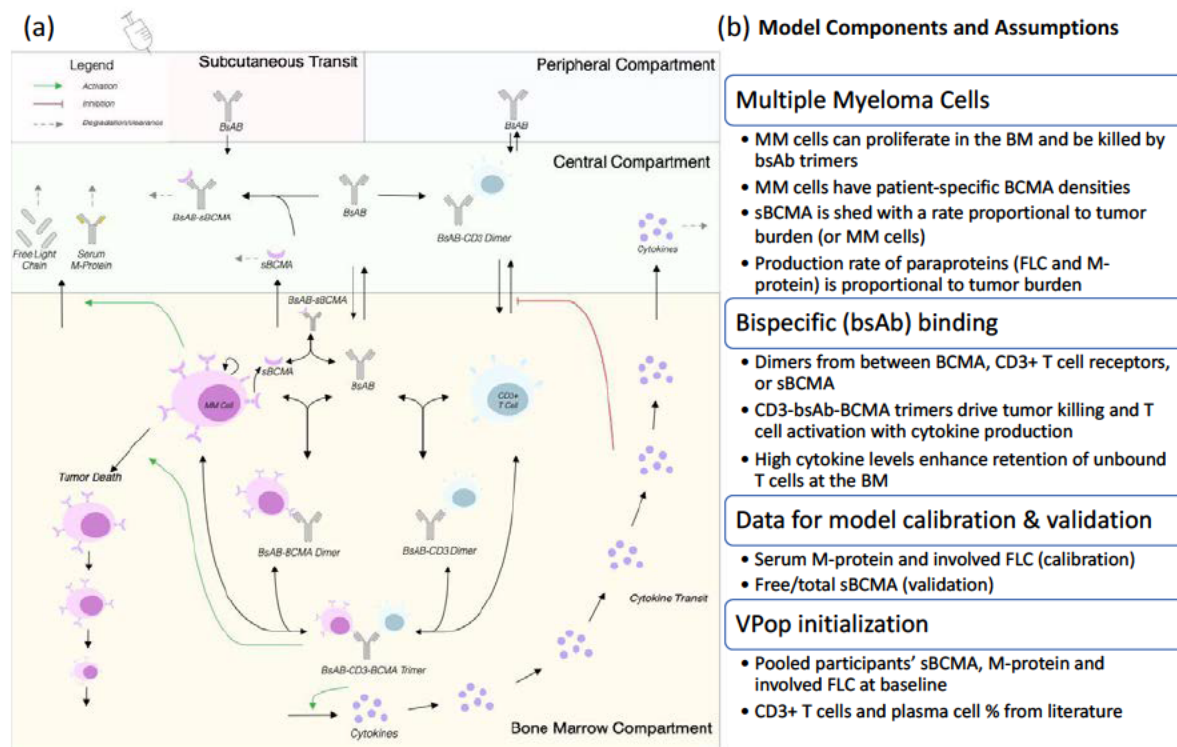 (a)
Legend
Activation
Inhibition
Degradation/clearance
Subcutaneous Transit
BsAB
Peripheral Compartment
BsAB
Central Compartment
BsAB-sBCMA
BsAB
BsAB-CD3 Dimer
Cytokines
Free Light
Chain
Serum
M-Protein
sBCMA
BsAB-sBCMA
sBCMA
BsAB
MM Cell
CD3+
T Cell
Tumor Death
BsAB-BCMA Dimer
BsAB-CD3 Dimer
Cytokine Transit
BsAB-CD3-BCMA Trimer
Cytokines
Bone Marrow Compartment
(b) Model Components and Assumptions
Multiple Myeloma Cells
• MM cells can proliferate in the BM and be killed by
bsAb trimers
• MM cells have patient-specific BCMA densities
• sBCMA is shed with a rate proportional to tumor
burden (or MM cells)
• Production rate of paraproteins (FLC and M-
protein) is proportional to tumor burden
Bispecific (bsAb) binding
• Dimers from between BCMA, CD3+ T cell receptors,
or sBCMA
• CD3-bsAb-BCMA trimers drive tumor killing and T
cell activation with cytokine production
• High cytokine levels enhance retention of unbound
T cells at the BM
Data for model calibration & validation
• Serum M-protein and involved FLC (calibration)
• Free/total sBCMA (validation)
VPop initialization
• Pooled participants' sBCMA, M-protein and
involved FLC at baseline
• CD3+ T cells and plasma cell % from literature